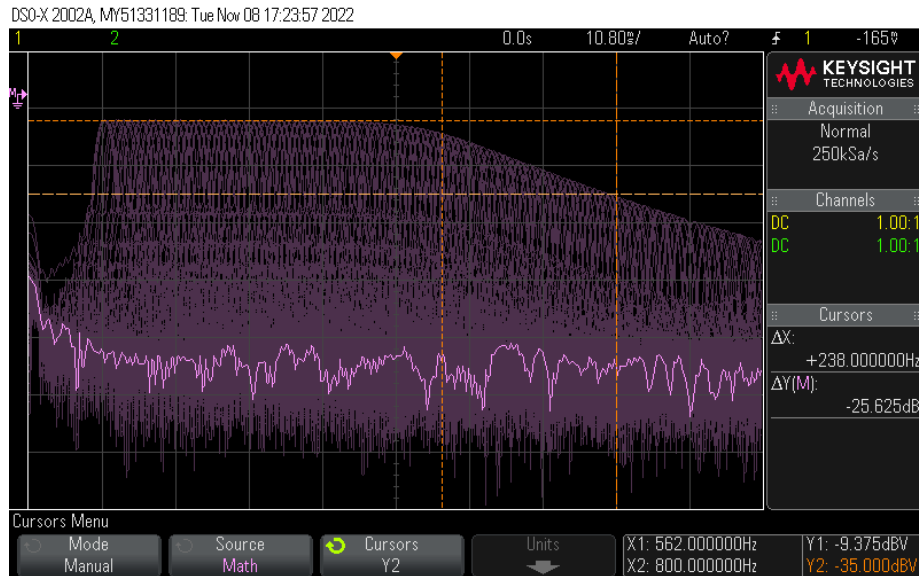 DSO-X 2002A, MY51331189: Tue Nov 08 17:23:57 2022
1 2 0.0s 10.80ms/ Auto? 1 -165V
M
KEYSIGHT
TECHNOLOGIES
Acquisition
Normal
250kSa/s
Channels
DC 1.00:1
DC 1.00:1
Cursors
ΔX:
+238.000000Hz
ΔY(M):
-25.625dB
Cursors Menu
Mode
Manual
Source
Math
Cursors
Y2
Units
X1: 562.000000Hz
X2: 800.000000Hz
Y1: -9.375dBV
Y2: -35.000dBV